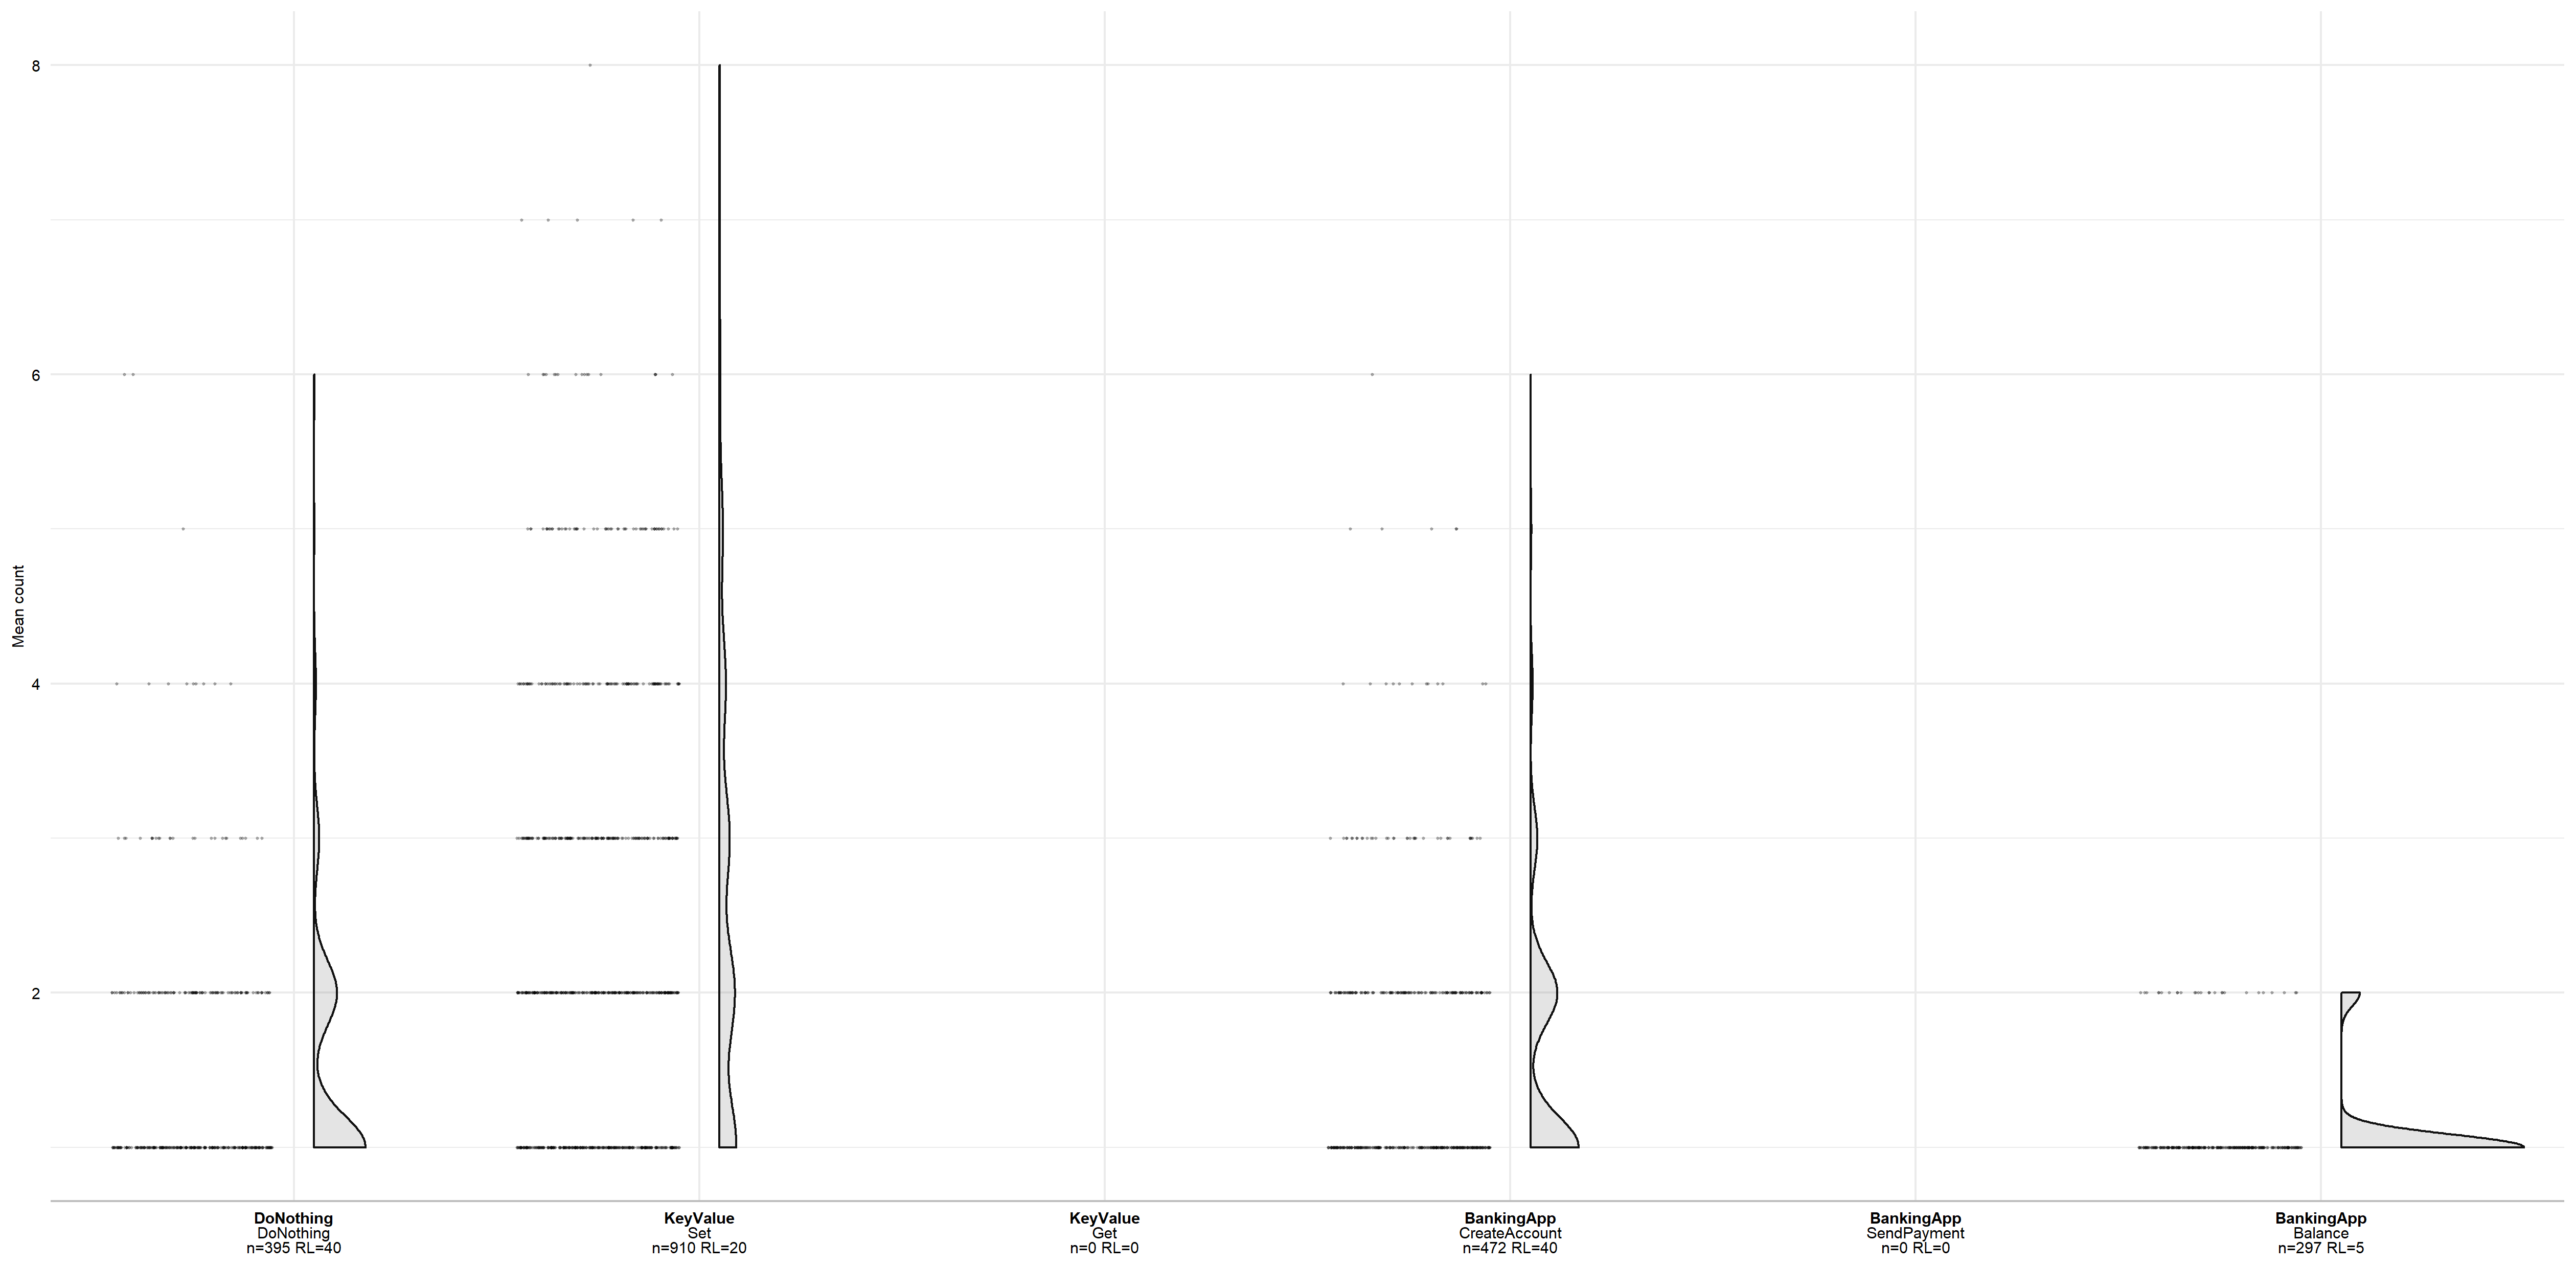 8
6
4
2
Mean count
DoNothing
DoNothing
n=395 RL=40
KeyValue
Set
n=910 RL=20
KeyValue
Get
n=0 RL=0
BankingApp
CreateAccount
n=472 RL=40
BankingApp
SendPayment
n=0 RL=0
BankingApp
Balance
n=297 RL=5